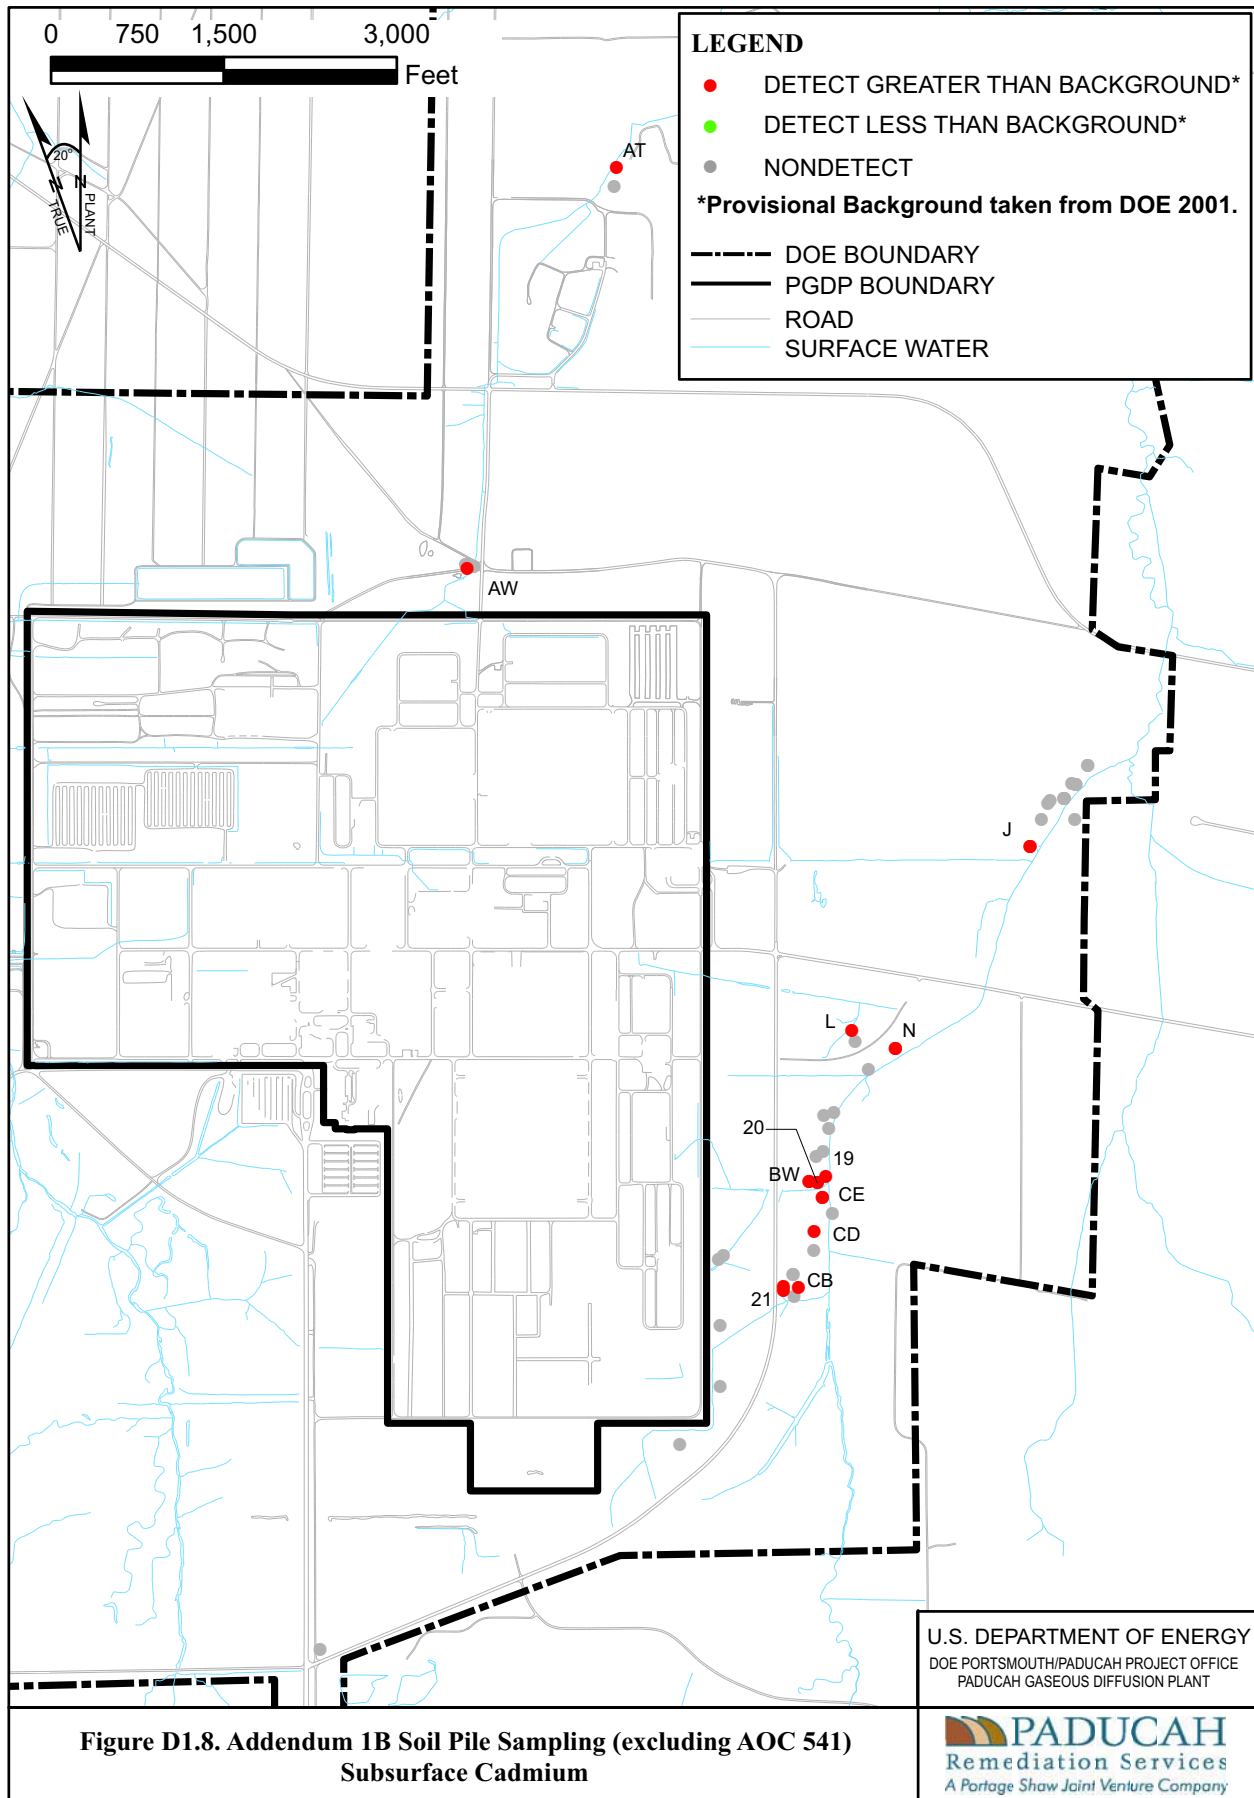 0 750 1,500 3,000
Feet
20°
N N
TRUE PLANT
LEGEND
DETECT GREATER THAN BACKGROUND*
DETECT LESS THAN BACKGROUND*
NONDETECT
*Provisional Background taken from DOE 2001.
DOE BOUNDARY
PGDP BOUNDARY
ROAD
SURFACE WATER
AT
AW
J
L
N
20
19
BW
CE
CD
CB
21
U.S. DEPARTMENT OF ENERGY
DOE PORTSMOUTH/PADUCAH PROJECT OFFICE
PADUCAH GASEOUS DIFFUSION PLANT
Figure D1.8. Addendum 1B Soil Pile Sampling (excluding AOC 541)
Subsurface Cadmium
PADUCAH
Remediation Services
A Portage Shaw Joint Venture Company